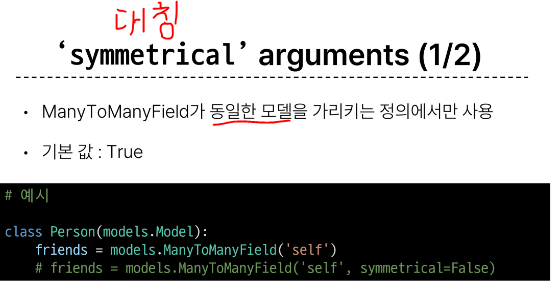 대칭
‘symmetrical’ arguments (1/2)
• ManyToManyField가 동일한 모델을 가리키는 정의에서만 사용
• 기본 값 : True
# 예시
class Person(models.Model):
    friends = models.ManyToManyField('self')
    # friends = models.ManyToManyField('self', symmetrical=False)